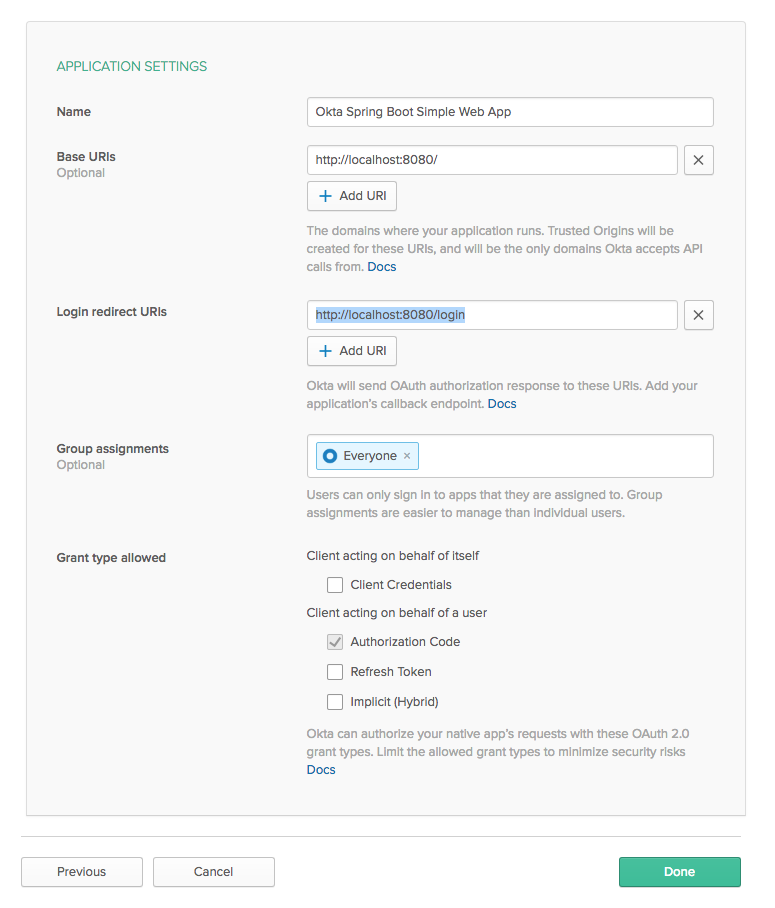 APPLICATION SETTINGS
Name
Okta Spring Boot Simple Web App
Base URIs
Optional
http://localhost:8080/
Add URI
The domains where your application runs. Trusted Origins will be
created for these URIs, and will be the only domains Okta accepts API
calls from. Docs
Login redirect URIs
http://localhost:8080/login
Add URI
Okta will send OAuth authorization response to these URIs. Add your
application's callback endpoint. Docs
Group assignments
Optional
Everyone ×
Users can only sign in to apps that they are assigned to. Group
assignments are easier to manage than individual users.
Grant type allowed
Client acting on behalf of itself
Client Credentials
Client acting on behalf of a user
Authorization Code
Refresh Token
Implicit (Hybrid)
Okta can authorize your native app's requests with these OAuth 2.0
grant types. Limit the allowed grant types to minimize security risks
Docs
Previous
Cancel
Done